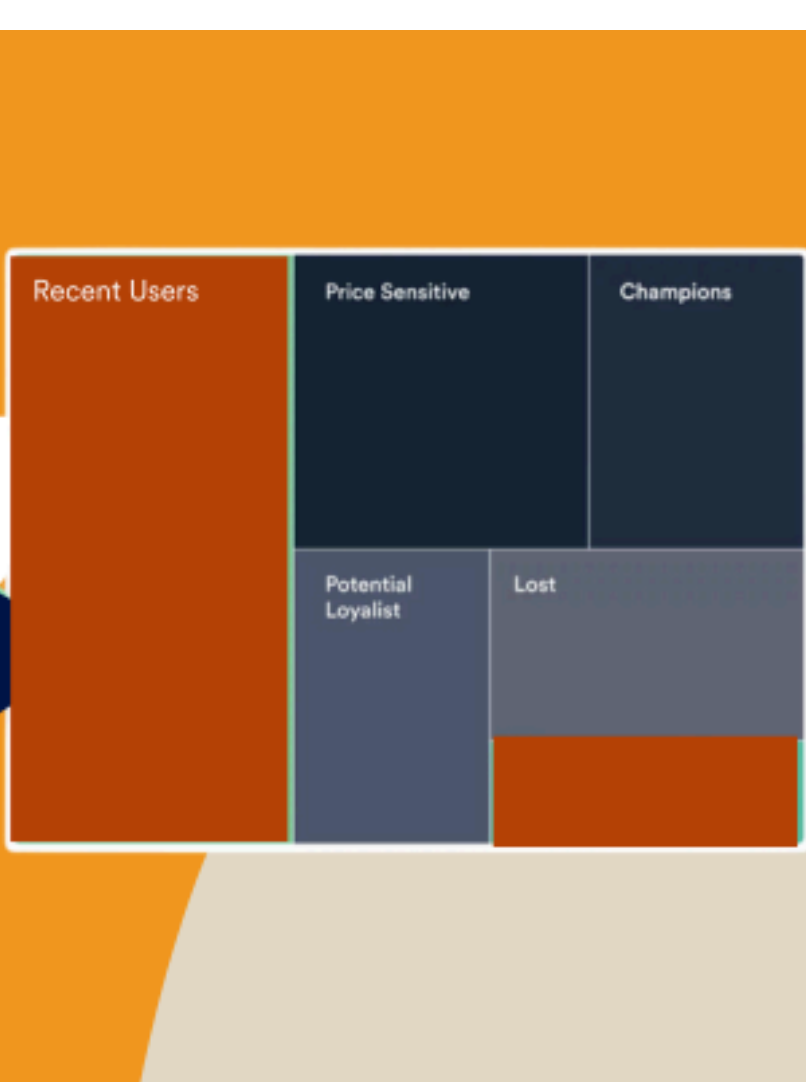 Recent Users
Price Sensitive
Champions
Potential
Loyalist
Lost